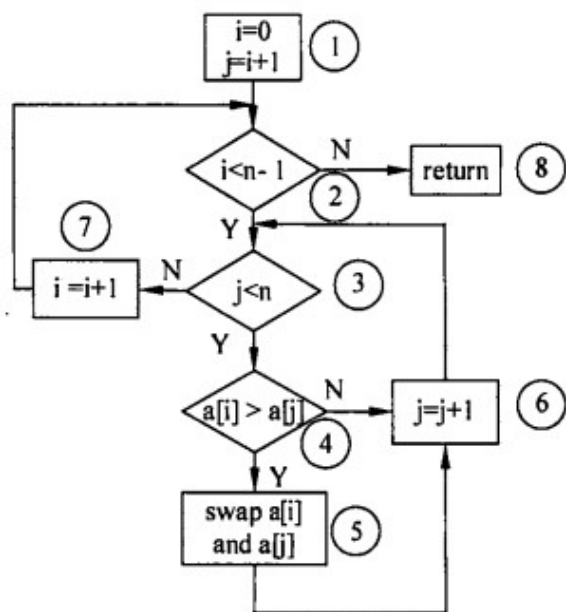 i=0
j=i+1
1
i<n-1
N
return
8
2
Y
7
i =i+1
N
j<n
3
Y
a[i] > a[j]
N
j=j+1
6
4
Y
swap a[i]
and a[j]
5